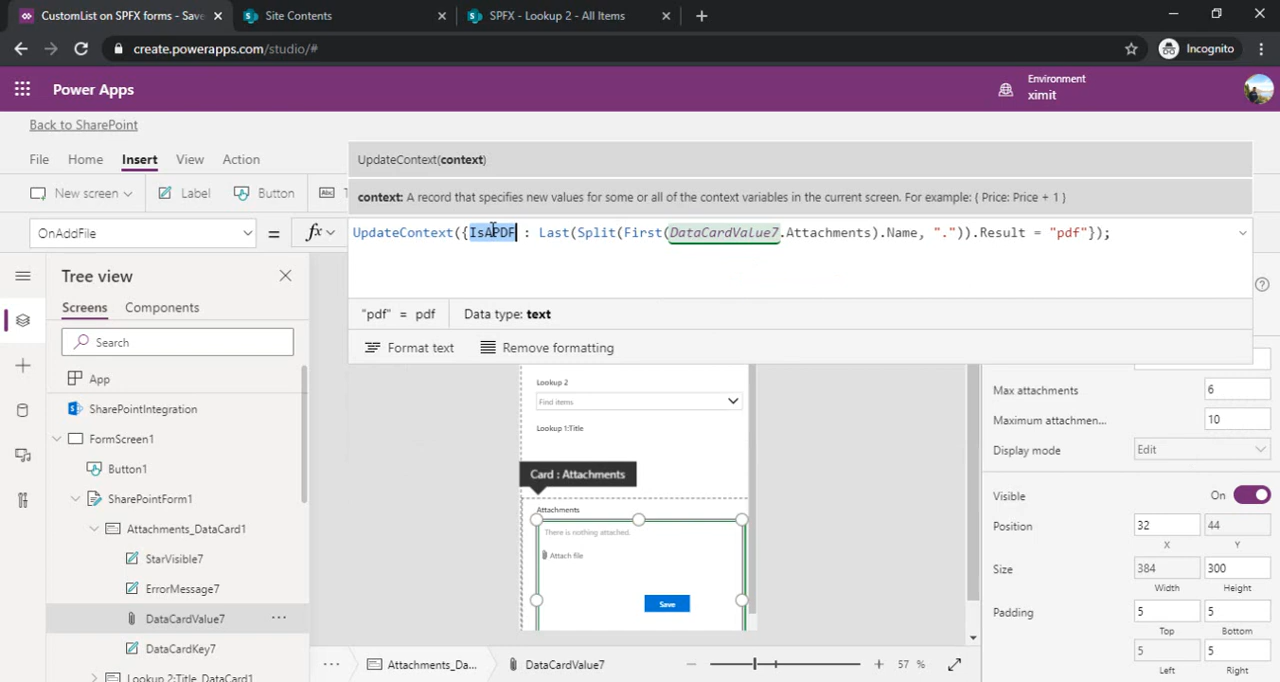 CustomList on SPFX forms - Save
Site Contents
SPFX - Lookup 2 - All Items
create.powerapps.com/studio/#
Incognito
Power Apps
Environment
ximit
Back to SharePoint
File Home Insert View Action
New screen Label Button Abc T
OnAddFile = fx
UpdateContext(context)
context: A record that specifies new values for some or all of the context variables in the current screen. For example: { Price: Price + 1 }
UpdateContext({IsAPDF : Last(Split(First(DataCardValue7.Attachments).Name, ".")).Result = "pdf"});
"pdf" = pdf Data type: text
Format text Remove formatting
Tree view
Screens Components
Search
App
SharePointIntegration
FormScreen1
Button1
SharePointForm1
Attachments_DataCard1
StarVisible7
ErrorMessage7
DataCardValue7 ...
DataCardKey7
Lookup 2:Title_DataCard1
Lookup 2
Find items
Lookup 1:Title
Card : Attachments
Attachments
There is nothing attached.
Attach file
Save
Max attachments 6
Maximum attachmen... 10
Display mode Edit
Visible On
Position 32 44
X Y
Size 384 300
Width Height
Padding 5 5
Top Bottom
5 5
Left Right
... Attachments_Da... DataCardValue7 − + 57 %